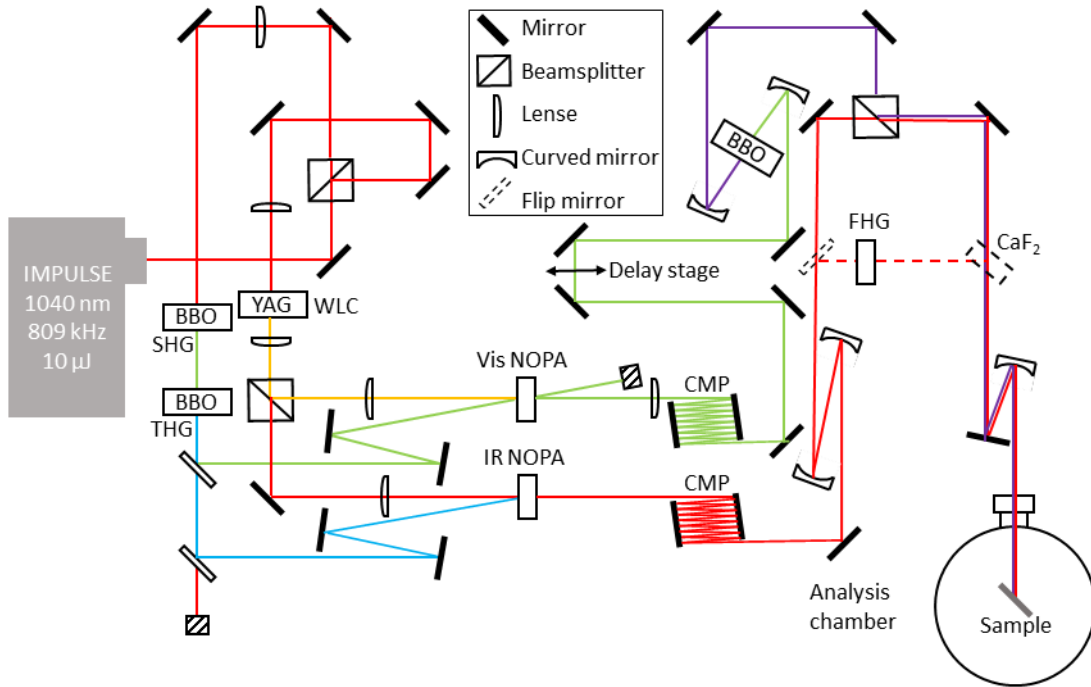 Mirror
Beamsplitter
Lense
Curved mirror
Flip mirror
IMPULSE
1040 nm
809 kHz
10 µJ
BBO
SHG
BBO
THG
YAG
WLC
Vis NOPA
IR NOPA
CMP
CMP
Delay stage
BBO
FHG
CaF₂
Analysis
chamber
Sample